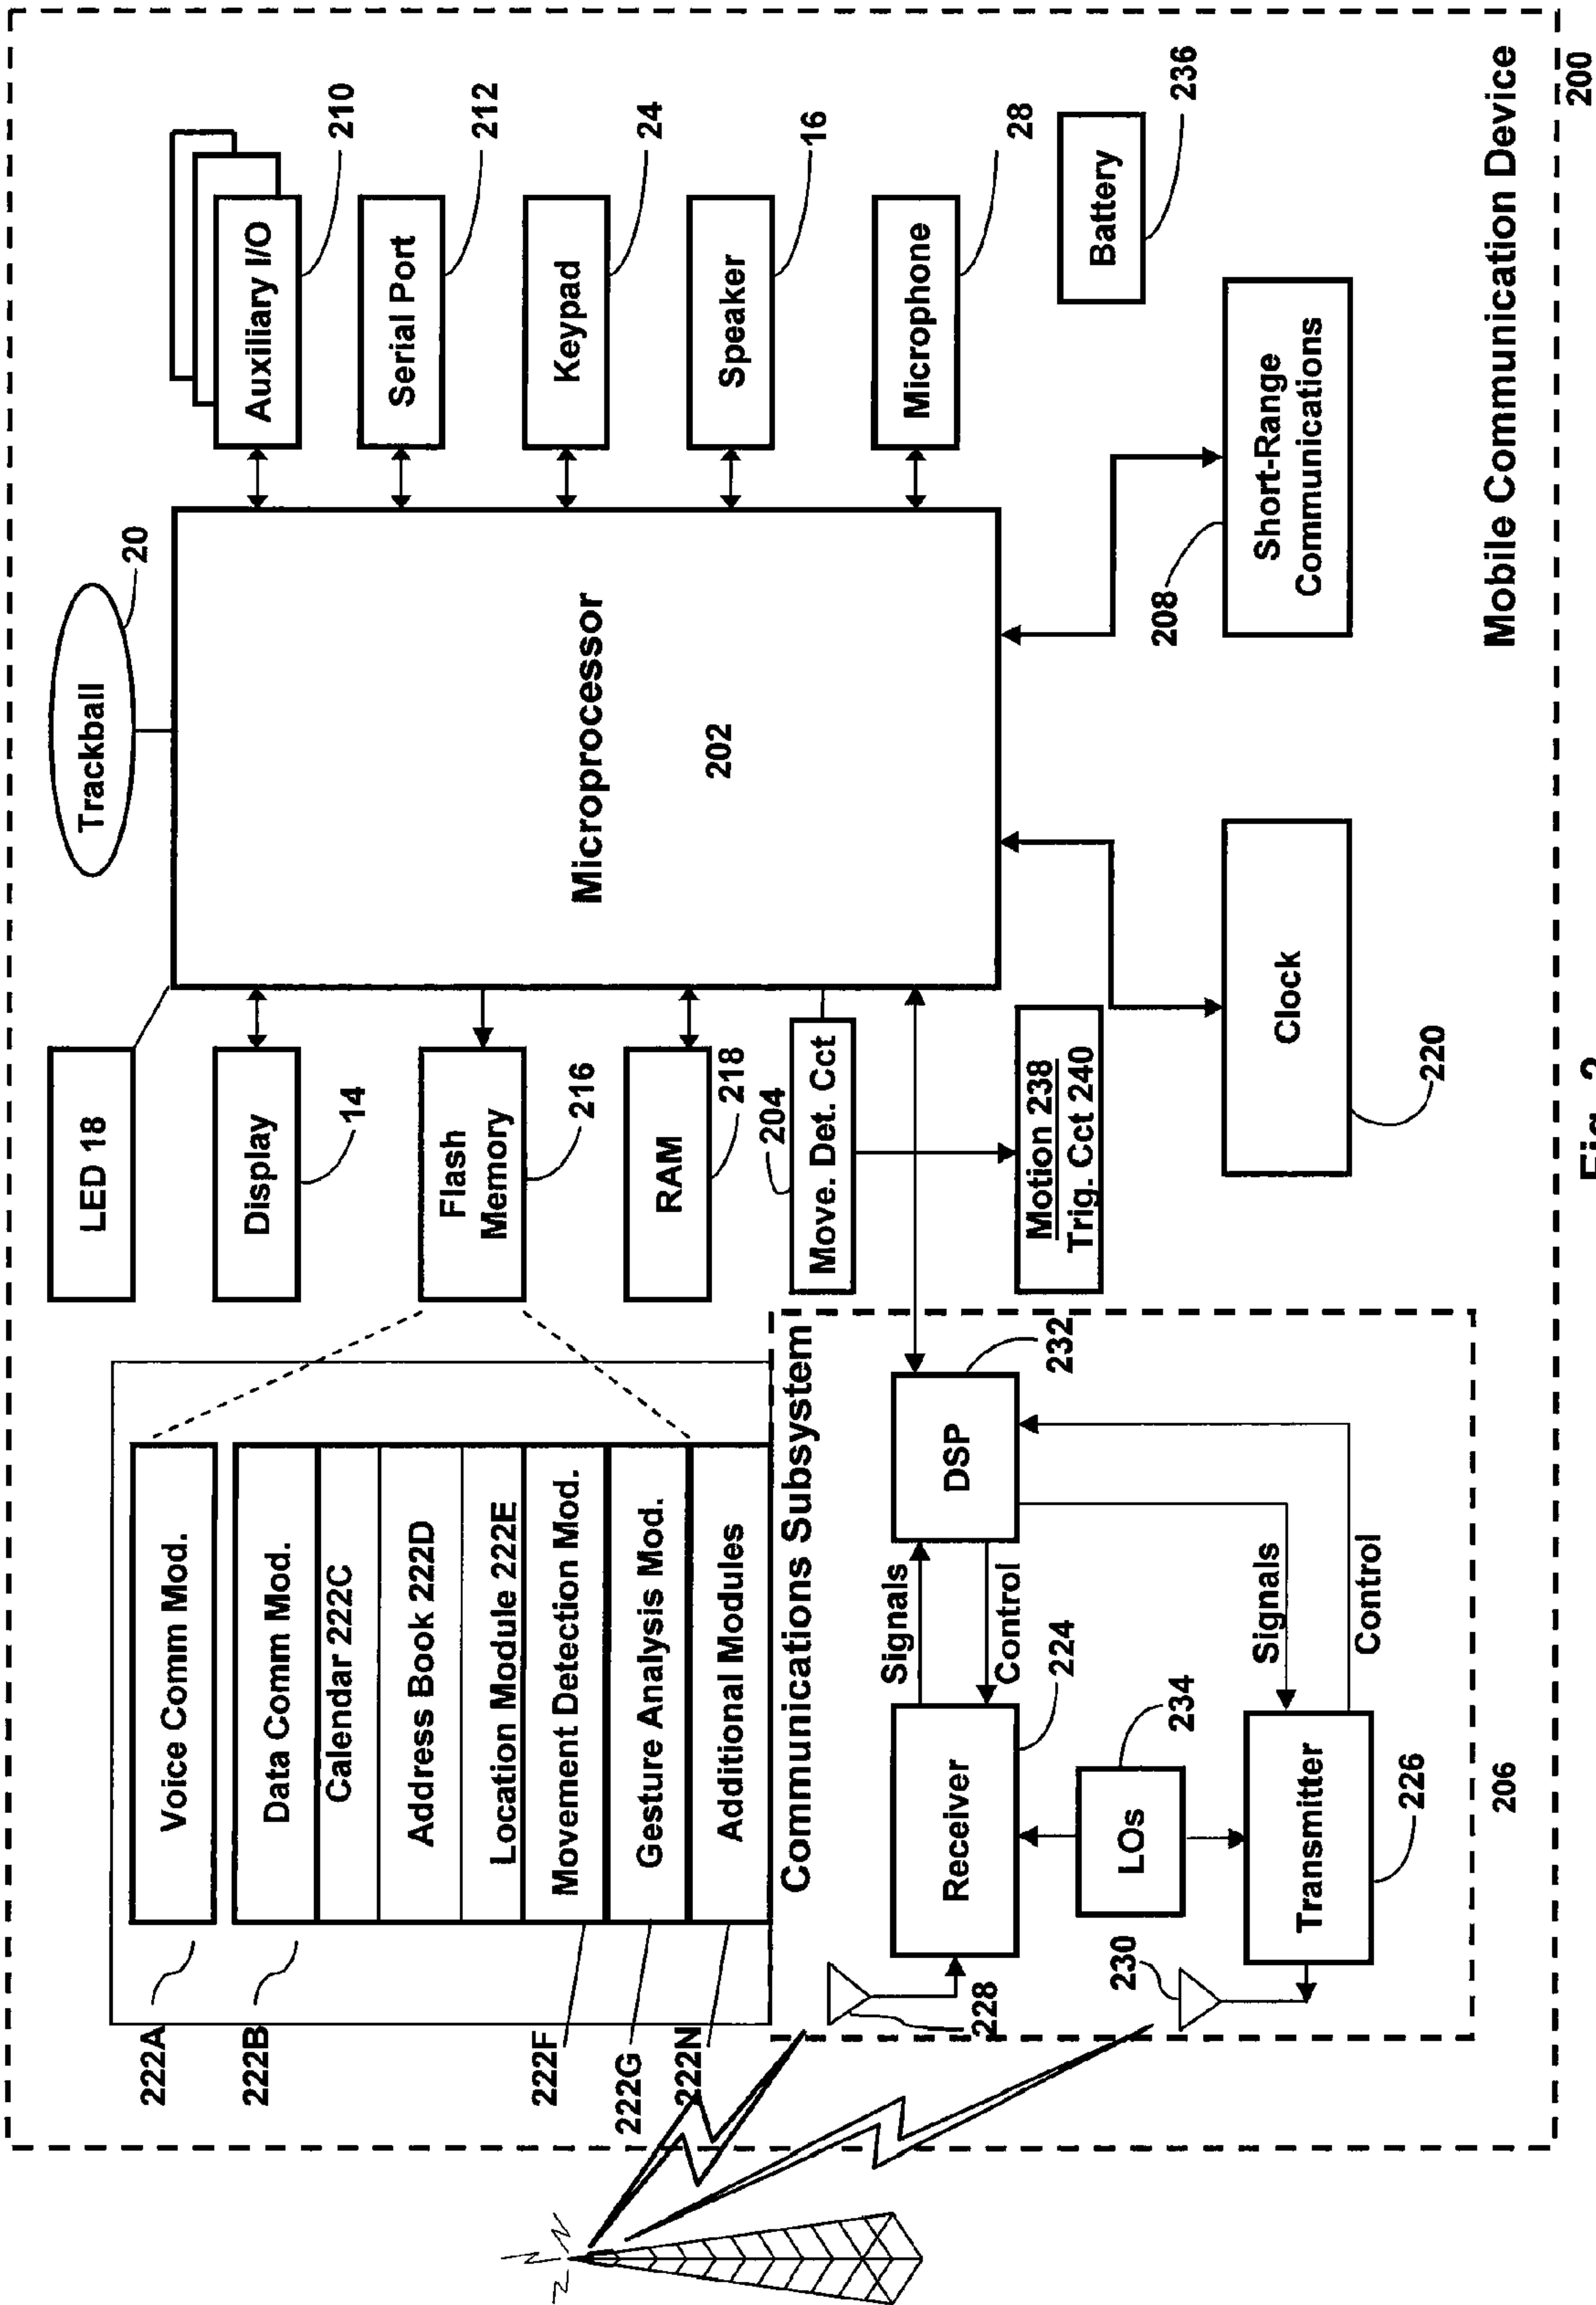 222A
222B
222F
222G
222N
Voice Comm Mod.
Data Comm Mod.
Calendar 222C
Address Book 222D
Location Module 222E
Movement Detection Mod.
Gesture Analysis Mod.
Additional Modules
Communications Subsystem
228
230
Receiver
224
LOs
234
Transmitter
226
206
Signals
Control
Signals
Control
DSP
232
LED 18
Display
14
Flash
Memory
216
RAM
218
204
Move. Det. Cct
Motion 238
Trig. Cct 240
Clock
220
Trackball
20
Microprocessor
202
Auxiliary I/O
210
Serial Port
212
Keypad
24
Speaker
16
Microphone
28
Battery
236
208
Short-Range
Communications
Mobile Communication Device
200